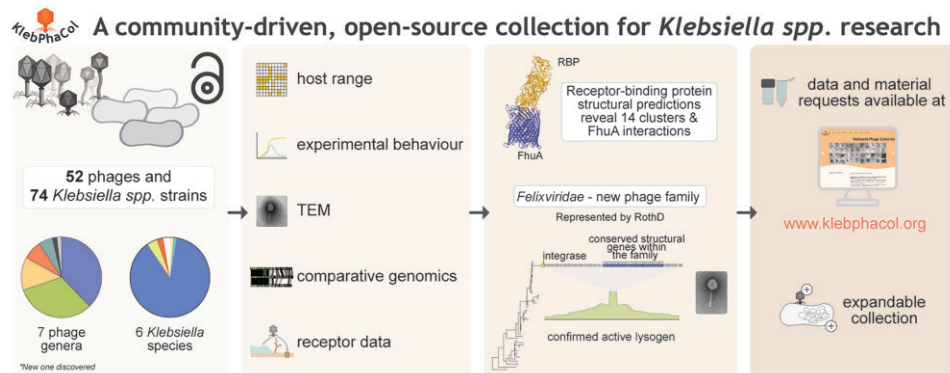 KlebPhaCol
A community-driven, open-source collection for Klebsiella spp. research
52 phages and
74 Klebsiella spp. strains
7 phage
genera
6 Klebsiella
species
*New one discovered
host range
experimental behaviour
TEM
comparative genomics
receptor data
RBP
FhuA
Receptor-binding protein
structural predictions
reveal 14 clusters &
FhuA interactions
Felixviridae - new phage family
Represented by RothD
integrase
conserved structural
genes within
the family
confirmed active lysogen
data and material
requests available at
Klebsiella Phage Collection
www.klebphacol.org
expandable
collection